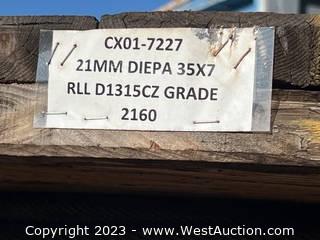 CX01-7227
21MM DIEPA 35X7
RLL D1315CZ GRADE
2160
Copyright 2023 - www.WestAuction.com